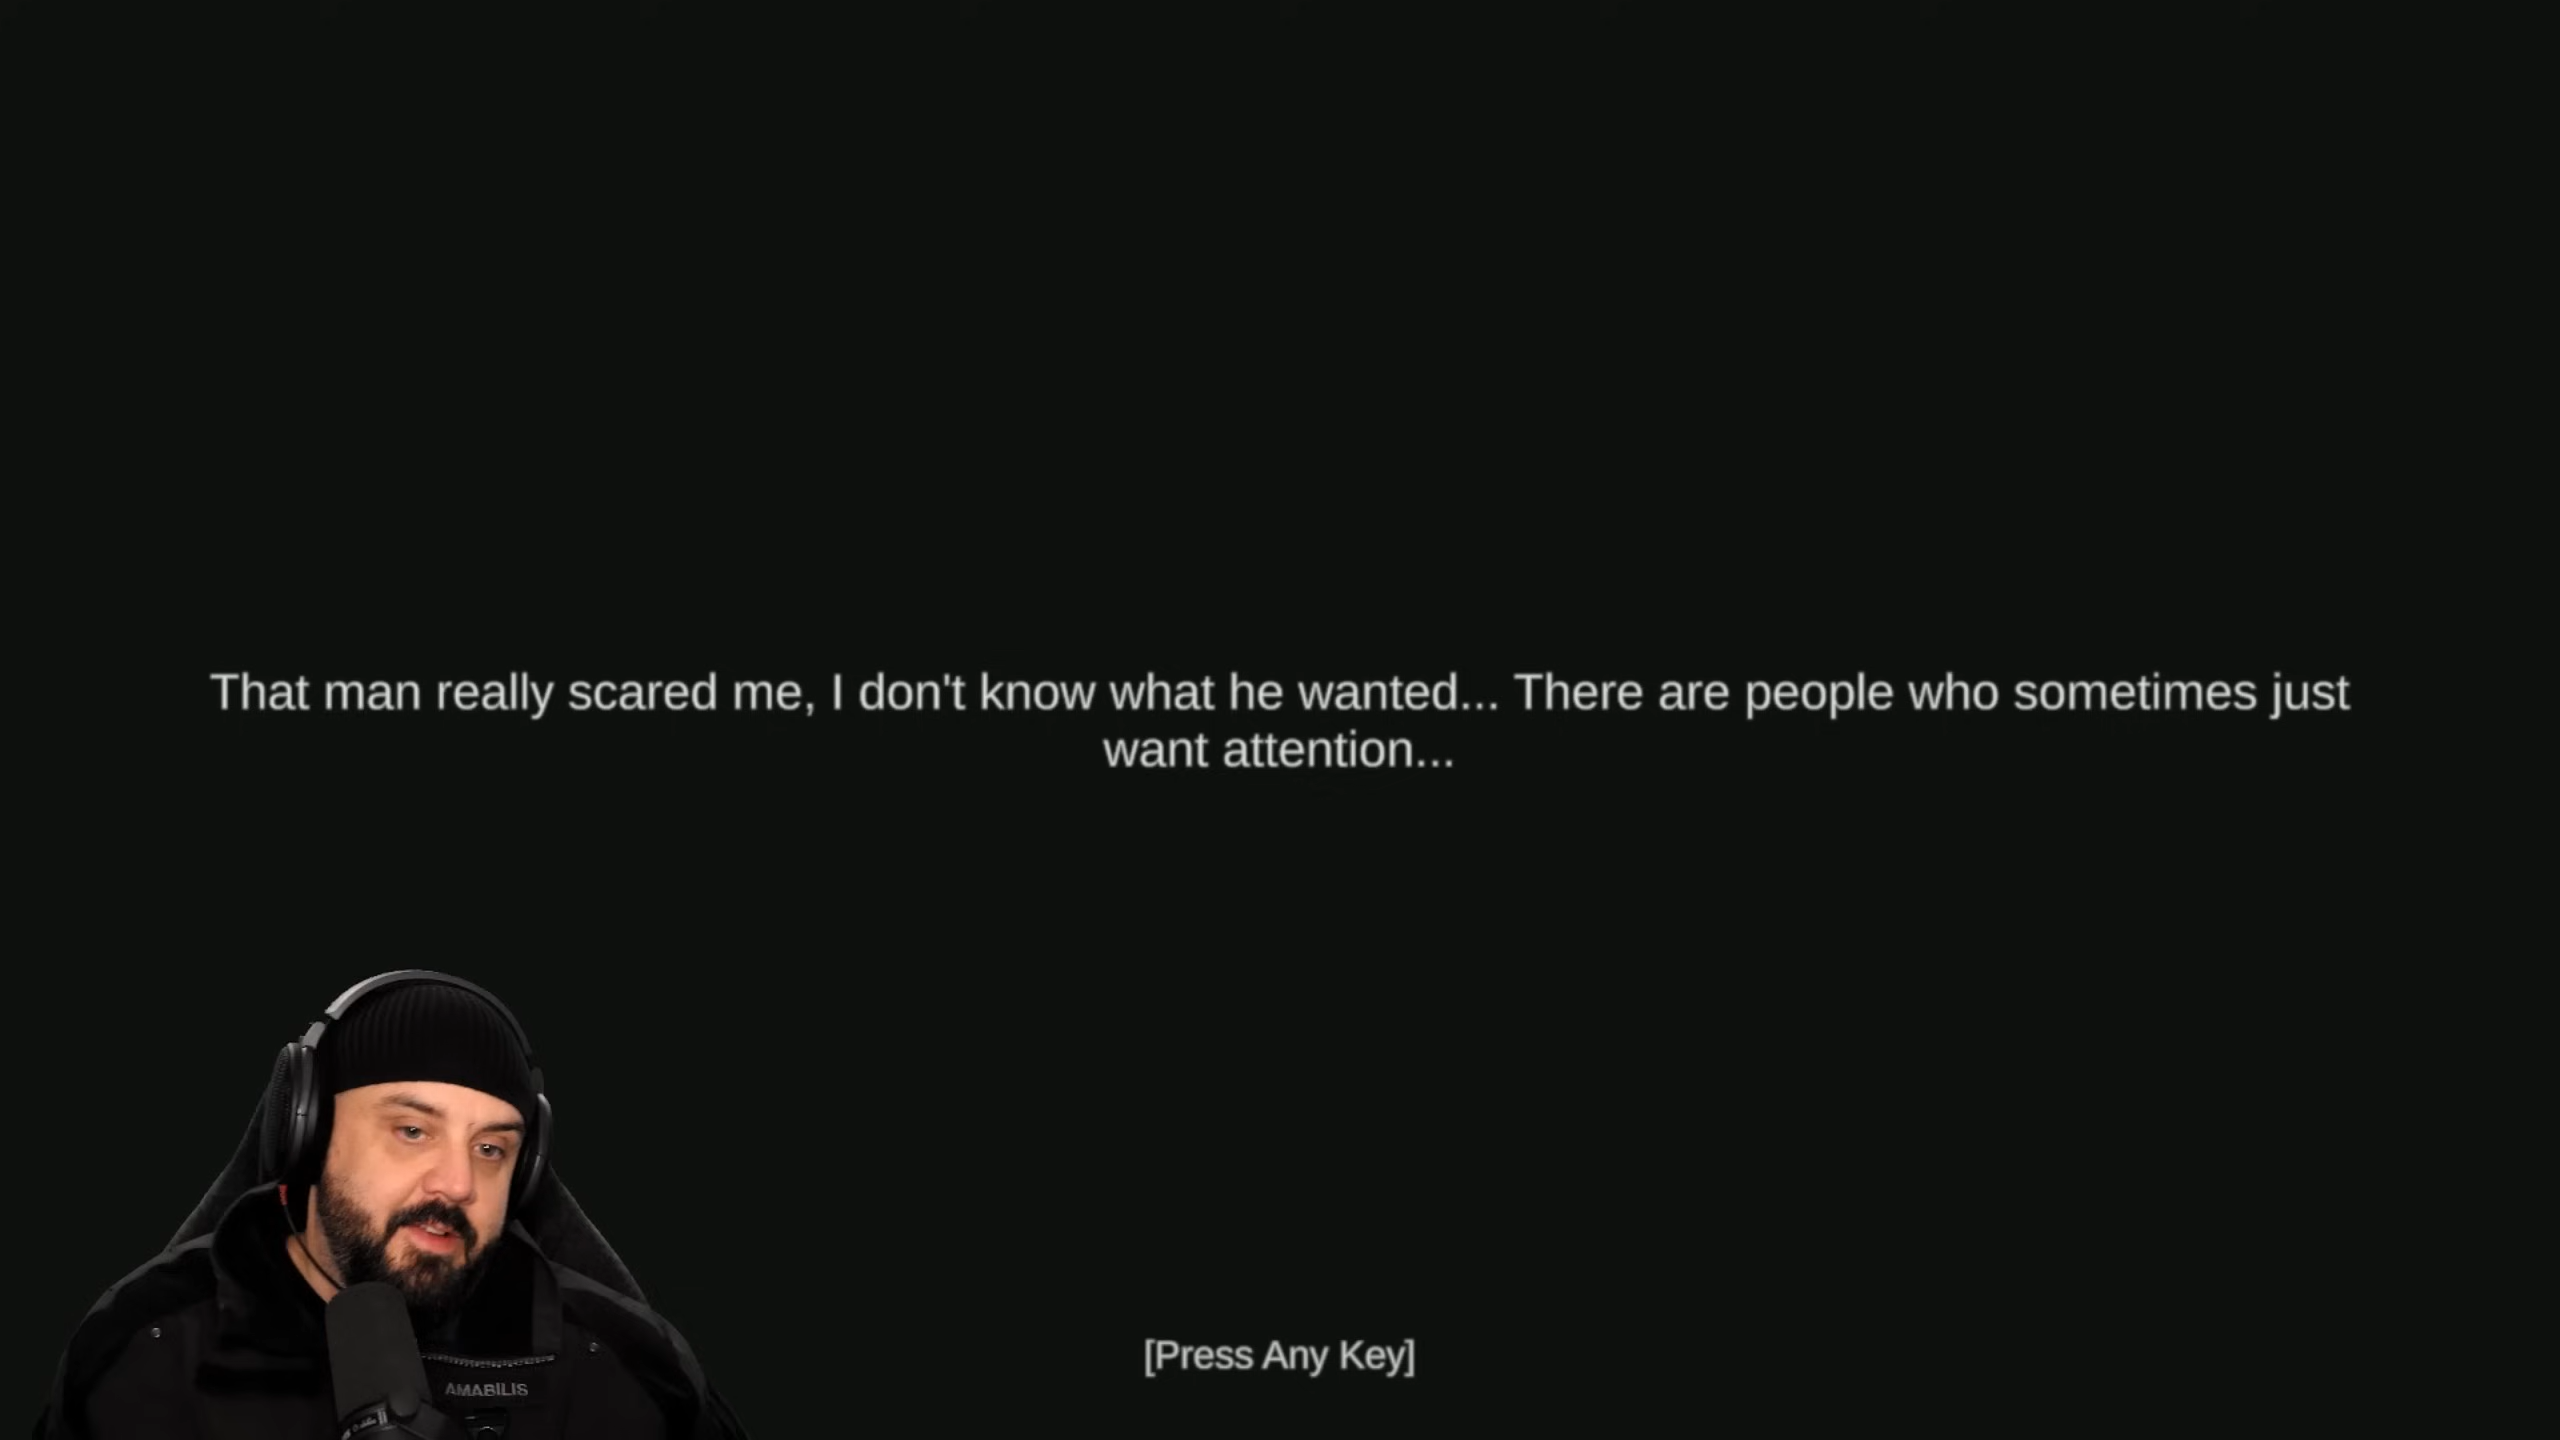 That man really scared me, I don't know what he wanted... There are people who sometimes just
want attention...
AMABILIS
[Press Any Key]